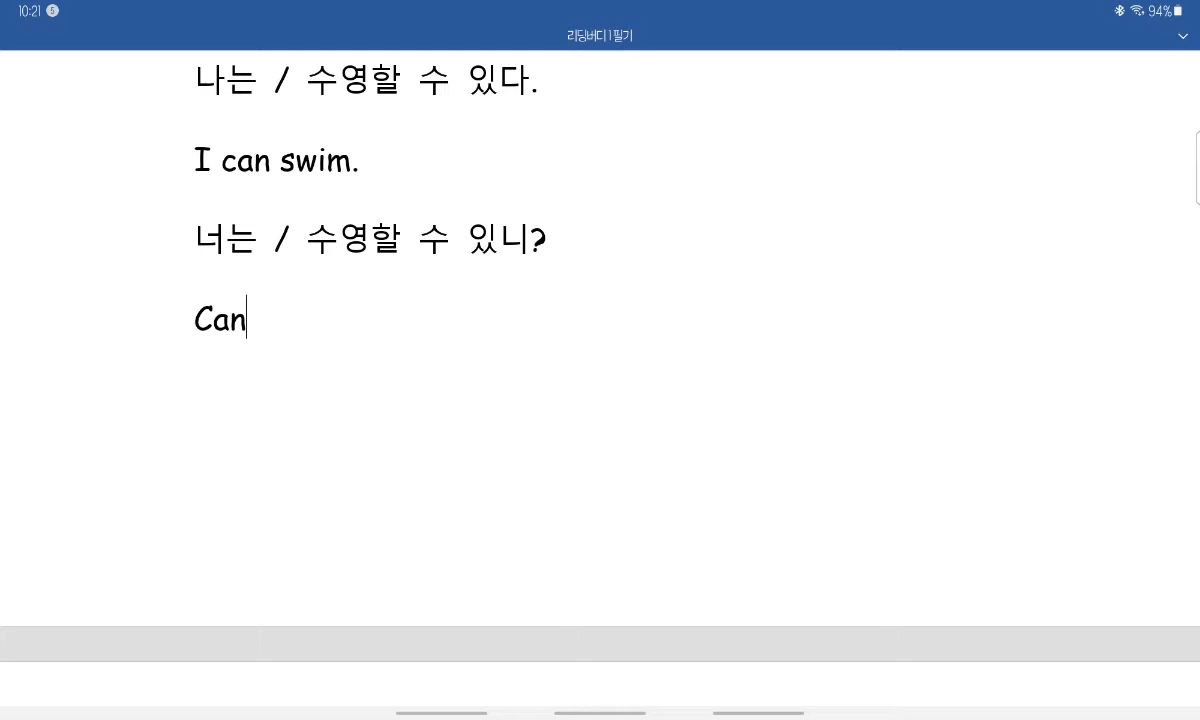 10:21 5 94%
리딩버디 1 필기
나는 / 수영할 수 있다.
I can swim.
너는 / 수영할 수 있니?
Can